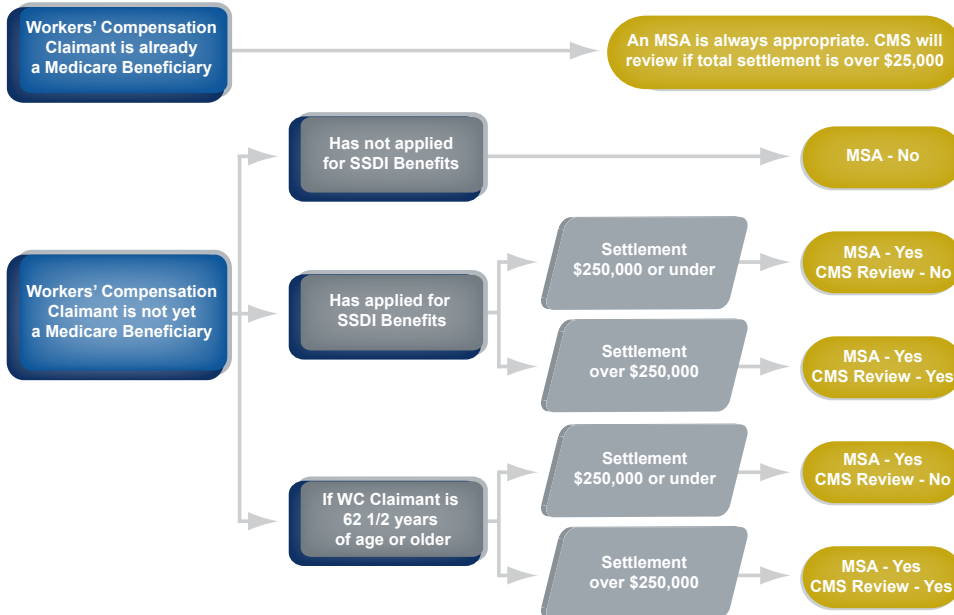 Workers' Compensation
Claimant is already
a Medicare Beneficiary
An MSA is always appropriate. CMS will
review if total settlement is over $25,000
Has not applied
for SSDI Benefits
MSA - No
Workers' Compensation
Claimant is not yet
a Medicare Beneficiary
Has applied for
SSDI Benefits
Settlement
$250,000 or under
MSA - Yes
CMS Review - No
Settlement
over $250,000
MSA - Yes
CMS Review - Yes
If WC Claimant is
62 1/2 years
of age or older
Settlement
$250,000 or under
MSA - Yes
CMS Review - No
Settlement
over $250,000
MSA - Yes
CMS Review - Yes